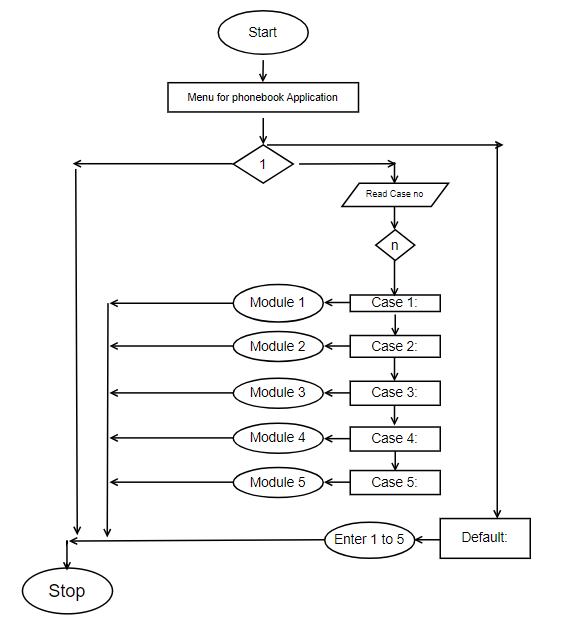 Start
Menu for phonebook Application
1
Read Case no
n
Module 1
Case 1:
Module 2
Case 2:
Module 3
Case 3:
Module 4
Case 4:
Module 5
Case 5:
Enter 1 to 5
Default:
Stop